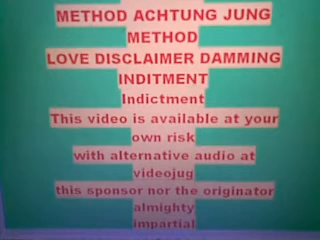 METHOD ACHTUNG JUNG
METHOD
LOVE DISCLAIMER DAMMING
INDITMENT
Indictment
This video is available at your
own risk
with alternative audio at
videojug
this sponsor nor the originator
almighty
impartial